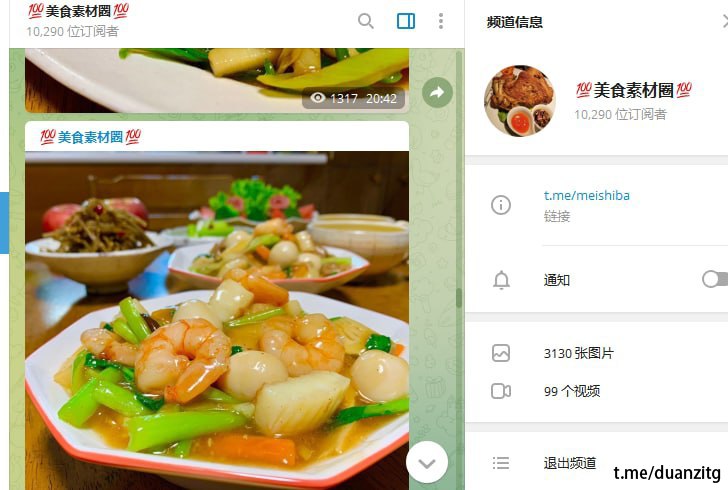 💯美食素材圈💯
10,290 位订阅者
1317 20:42
💯美食素材圈💯
频道信息
💯美食素材圈💯
10,290 位订阅者
t.me/meishiba
链接
通知
3130 张图片
99 个视频
退出频道
t.me/duanzitg